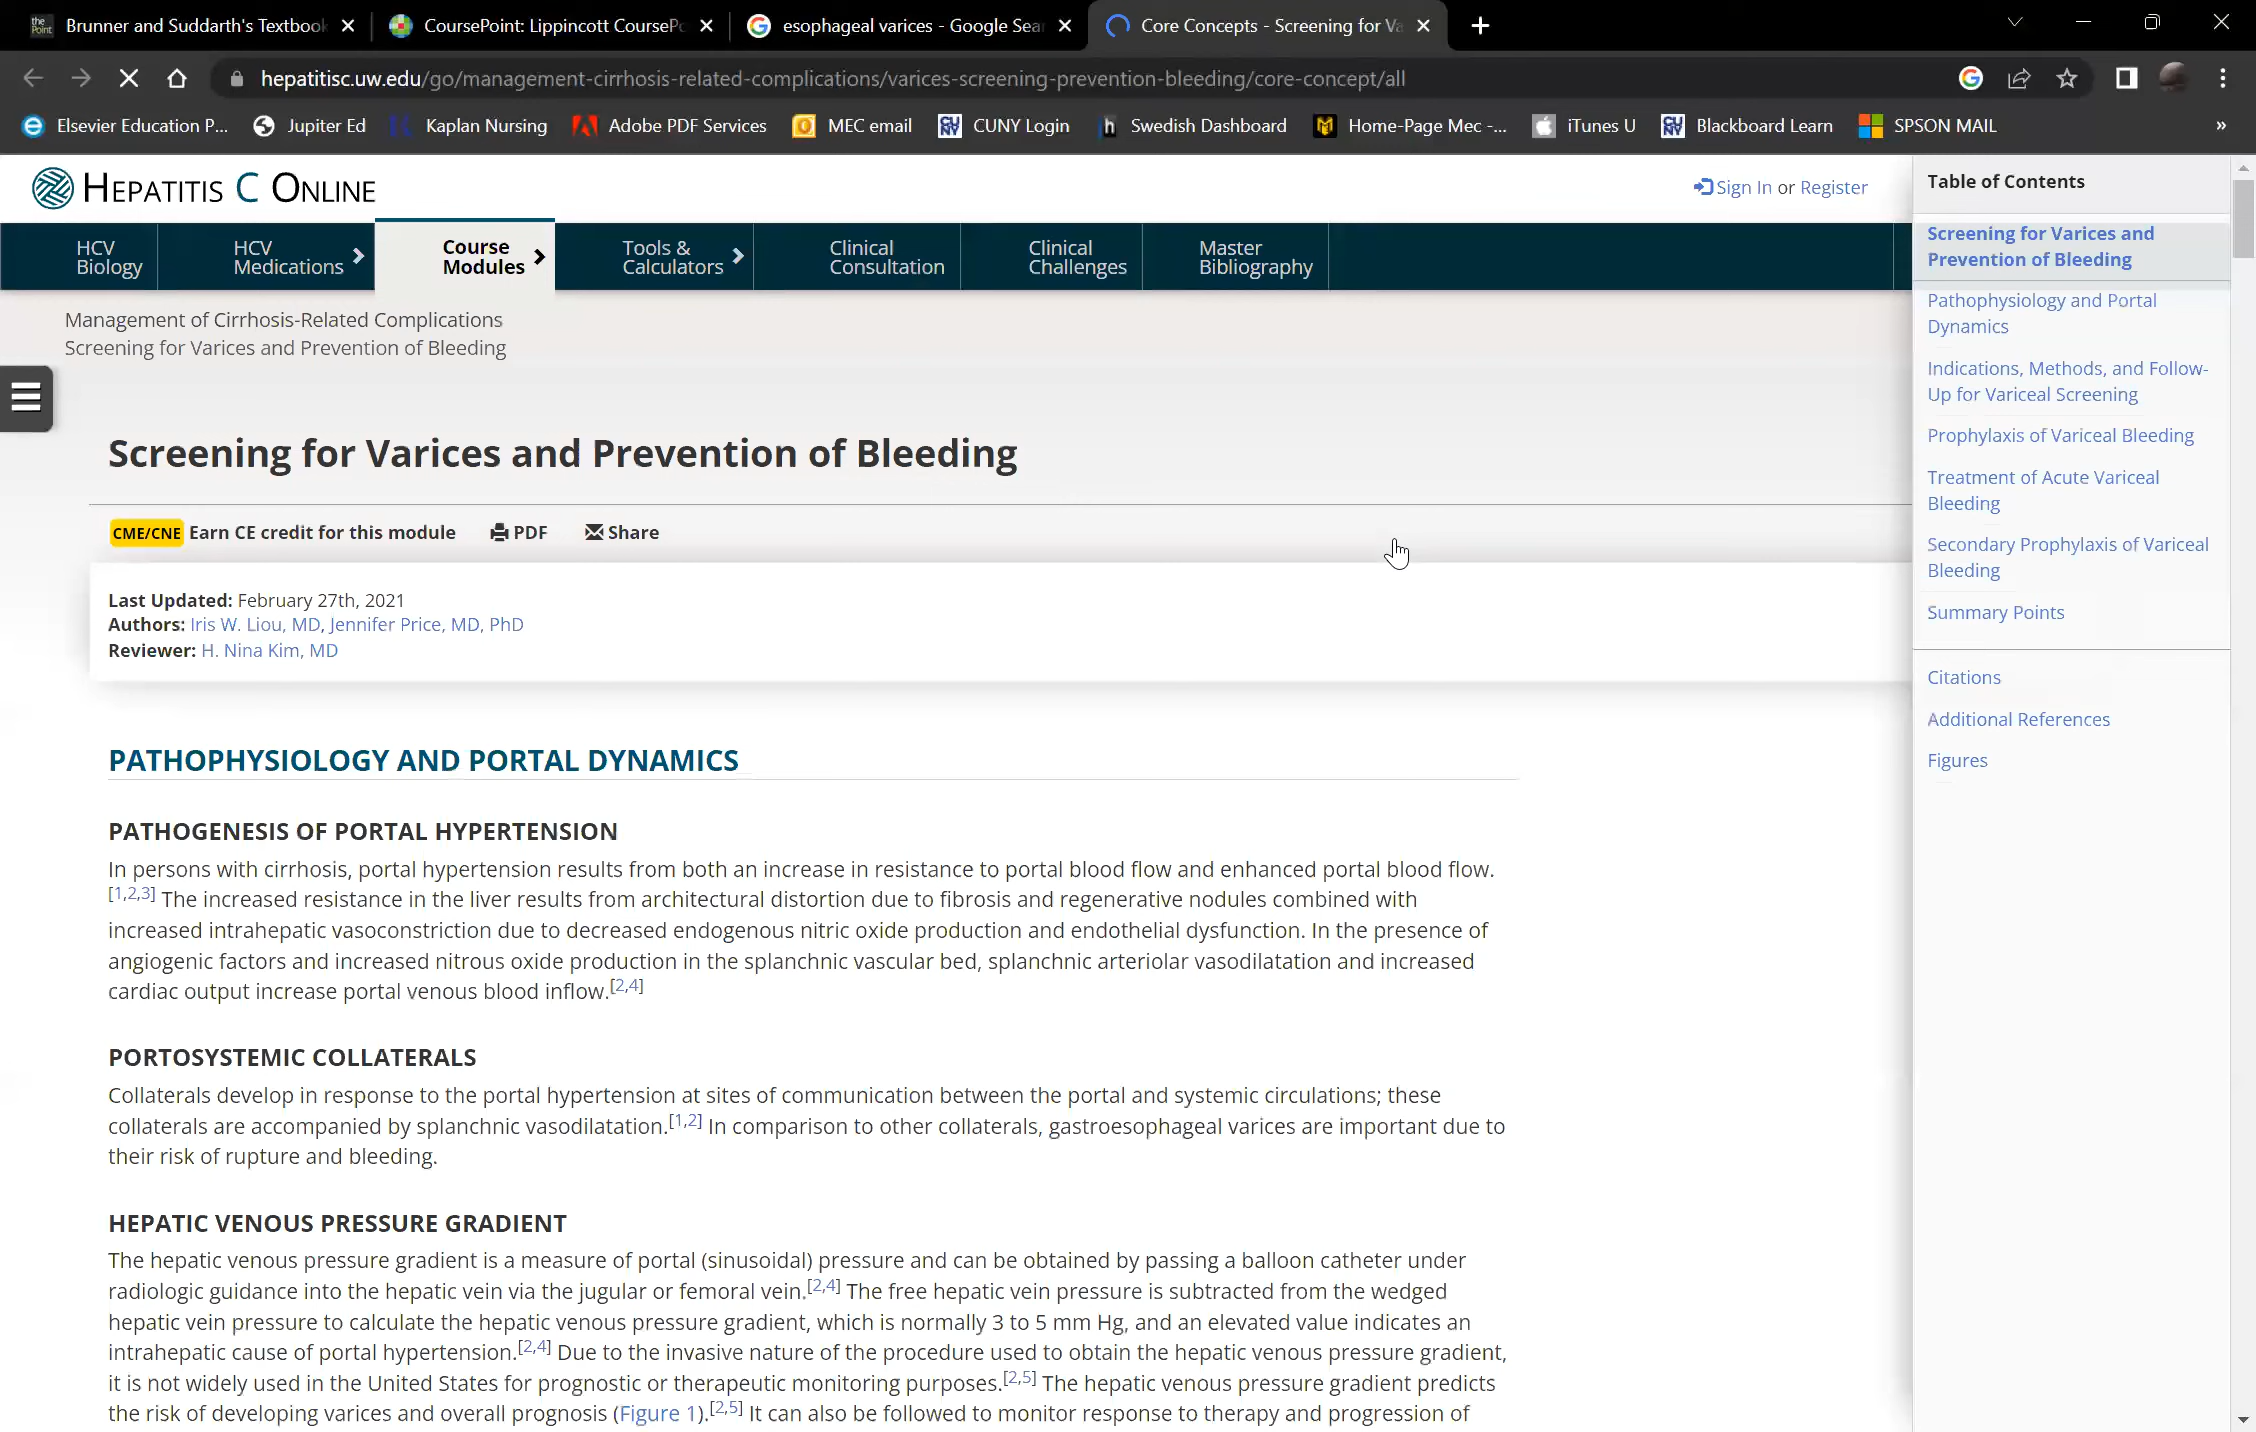 the Point
Brunner and Suddarth's Textbook
CoursePoint: Lippincott CourseP
esophageal varices - Google Sear
Core Concepts - Screening for Va
hepatitisc.uw.edu/go/management-cirrhosis-related-complications/varices-screening-prevention-bleeding/core-concept/all
Elsevier Education P... Jupiter Ed Kaplan Nursing Adobe PDF Services MEC email CUNY Login Swedish Dashboard Home-Page Mec -... iTunes U Blackboard Learn SPSON MAIL »
HEPATITIS C ONLINE
Sign In or Register
HCV Biology
HCV Medications
Course Modules
Tools & Calculators
Clinical Consultation
Clinical Challenges
Master Bibliography
Management of Cirrhosis-Related Complications
Screening for Varices and Prevention of Bleeding
Screening for Varices and Prevention of Bleeding
CME/CNE Earn CE credit for this module PDF Share
Last Updated: February 27th, 2021
Authors: Iris W. Liou, MD, Jennifer Price, MD, PhD
Reviewer: H. Nina Kim, MD
PATHOPHYSIOLOGY AND PORTAL DYNAMICS
PATHOGENESIS OF PORTAL HYPERTENSION
In persons with cirrhosis, portal hypertension results from both an increase in resistance to portal blood flow and enhanced portal blood flow.
[1,2,3] The increased resistance in the liver results from architectural distortion due to fibrosis and regenerative nodules combined with
increased intrahepatic vasoconstriction due to decreased endogenous nitric oxide production and endothelial dysfunction. In the presence of
angiogenic factors and increased nitrous oxide production in the splanchnic vascular bed, splanchnic arteriolar vasodilatation and increased
cardiac output increase portal venous blood inflow.[2,4]
PORTOSYSTEMIC COLLATERALS
Collaterals develop in response to the portal hypertension at sites of communication between the portal and systemic circulations; these
collaterals are accompanied by splanchnic vasodilatation.[1,2] In comparison to other collaterals, gastroesophageal varices are important due to
their risk of rupture and bleeding.
HEPATIC VENOUS PRESSURE GRADIENT
The hepatic venous pressure gradient is a measure of portal (sinusoidal) pressure and can be obtained by passing a balloon catheter under
radiologic guidance into the hepatic vein via the jugular or femoral vein.[2,4] The free hepatic vein pressure is subtracted from the wedged
hepatic vein pressure to calculate the hepatic venous pressure gradient, which is normally 3 to 5 mm Hg, and an elevated value indicates an
intrahepatic cause of portal hypertension.[2,4] Due to the invasive nature of the procedure used to obtain the hepatic venous pressure gradient,
it is not widely used in the United States for prognostic or therapeutic monitoring purposes.[2,5] The hepatic venous pressure gradient predicts
the risk of developing varices and overall prognosis (Figure 1).[2,5] It can also be followed to monitor response to therapy and progression of
Table of Contents
Screening for Varices and
Prevention of Bleeding
Pathophysiology and Portal
Dynamics
Indications, Methods, and Follow-
Up for Variceal Screening
Prophylaxis of Variceal Bleeding
Treatment of Acute Variceal
Bleeding
Secondary Prophylaxis of Variceal
Bleeding
Summary Points
Citations
Additional References
Figures